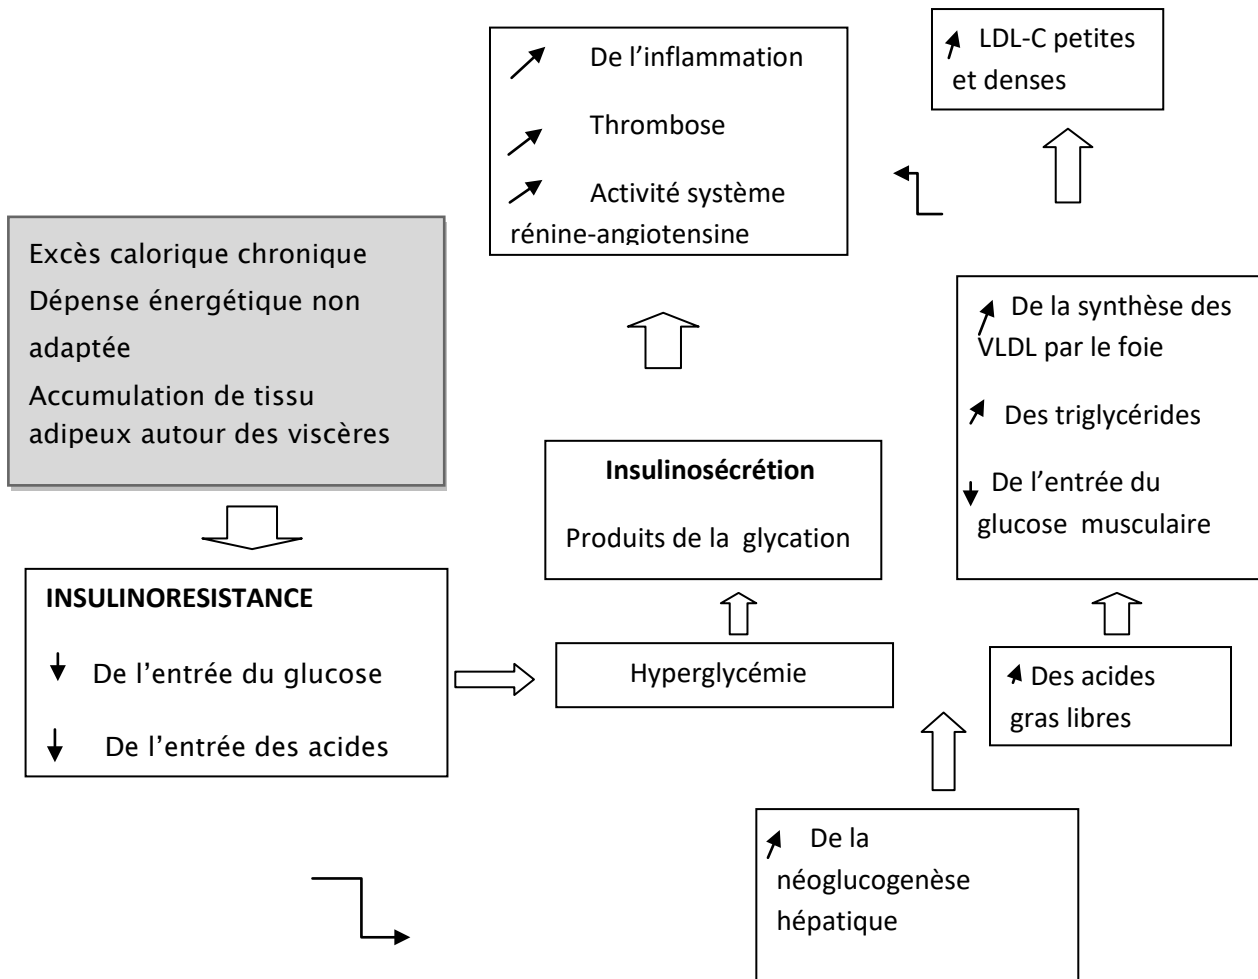 De l’inflammation
Thrombose
Activité système
rénine-angiotensine
LDL-C petites
et denses
Excès calorique chronique
Dépense énergétique non
adaptée
Accumulation de tissu
adipeux autour des viscères
De la synthèse des
VLDL par le foie
Des triglycérides
De l’entrée du
glucose musculaire
Insulinosécrétion
Produits de la glycation
INSULINORESISTANCE
De l’entrée du glucose
De l’entrée des acides
Hyperglycémie
Des acides
gras libres
De la
néoglucogenèse
hépatique